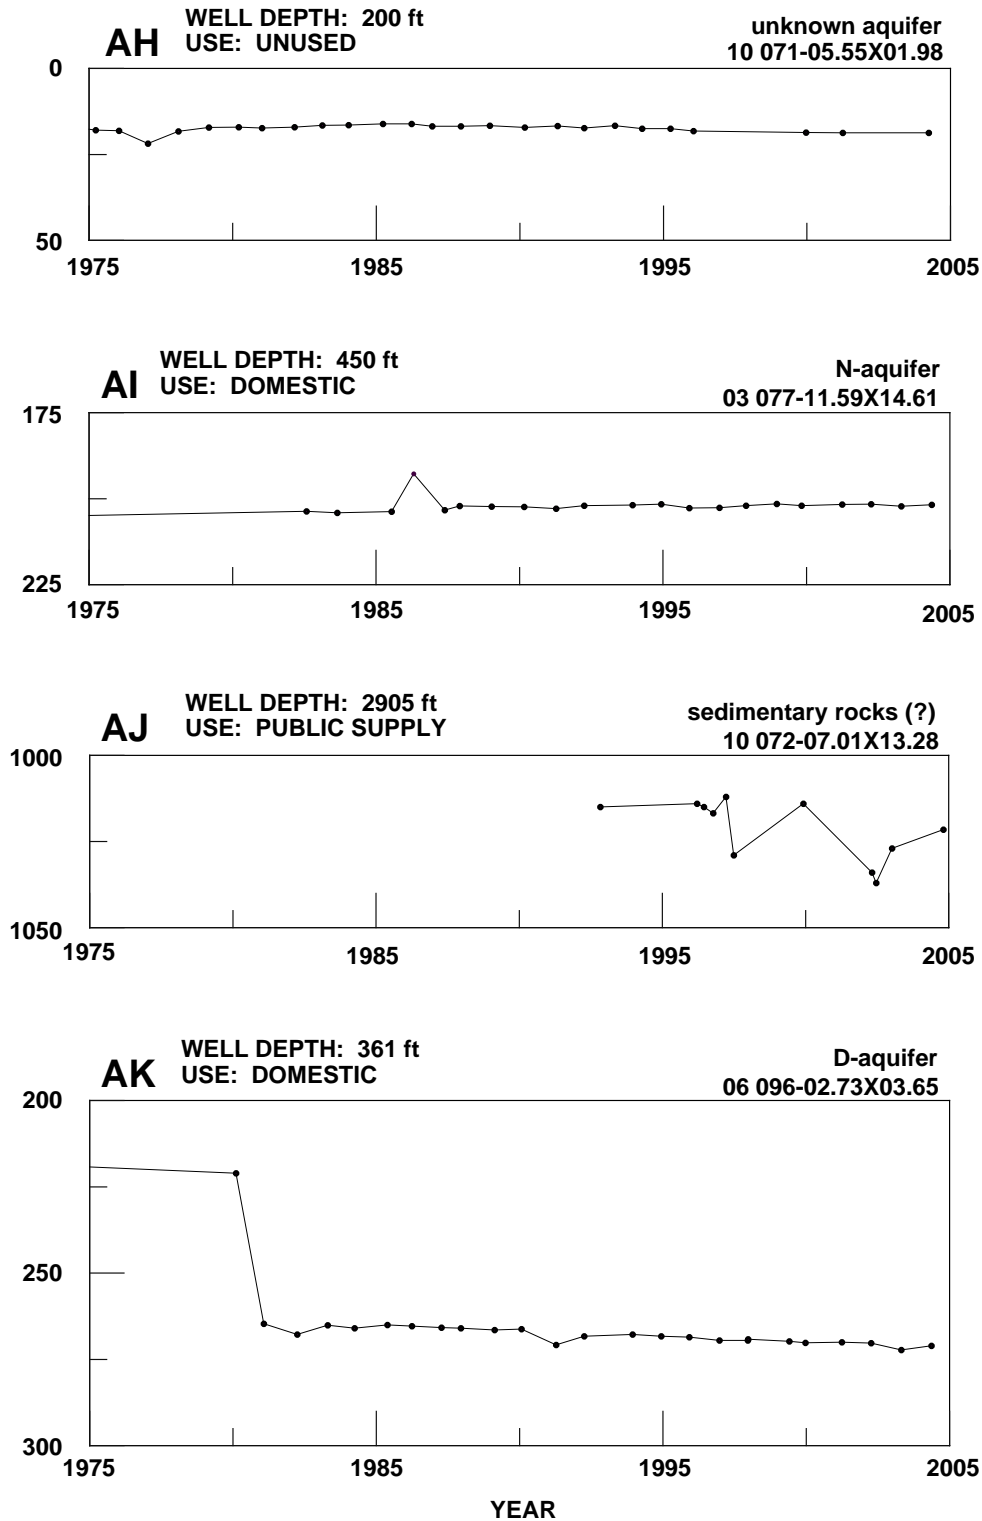 AH
WELL DEPTH: 200 ft
USE: UNUSED
unknown aquifer
10 071-05.55X01.98
0
50
1975
1985
1995
2005
AI
WELL DEPTH: 450 ft
USE: DOMESTIC
N-aquifer
03 077-11.59X14.61
175
225
1975
1985
1995
2005
AJ
WELL DEPTH: 2905 ft
USE: PUBLIC SUPPLY
sedimentary rocks (?)
10 072-07.01X13.28
1000
1050
1975
1985
1995
2005
AK
WELL DEPTH: 361 ft
USE: DOMESTIC
D-aquifer
06 096-02.73X03.65
200
250
300
1975
1985
1995
2005
YEAR